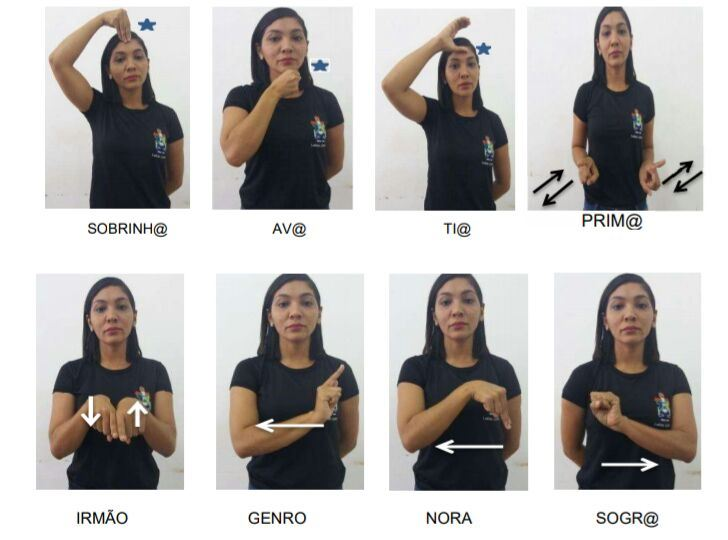 SOBRINH@
AV@
TI@
PRIM@
IRMÃO
GENRO
NORA
SOGR@